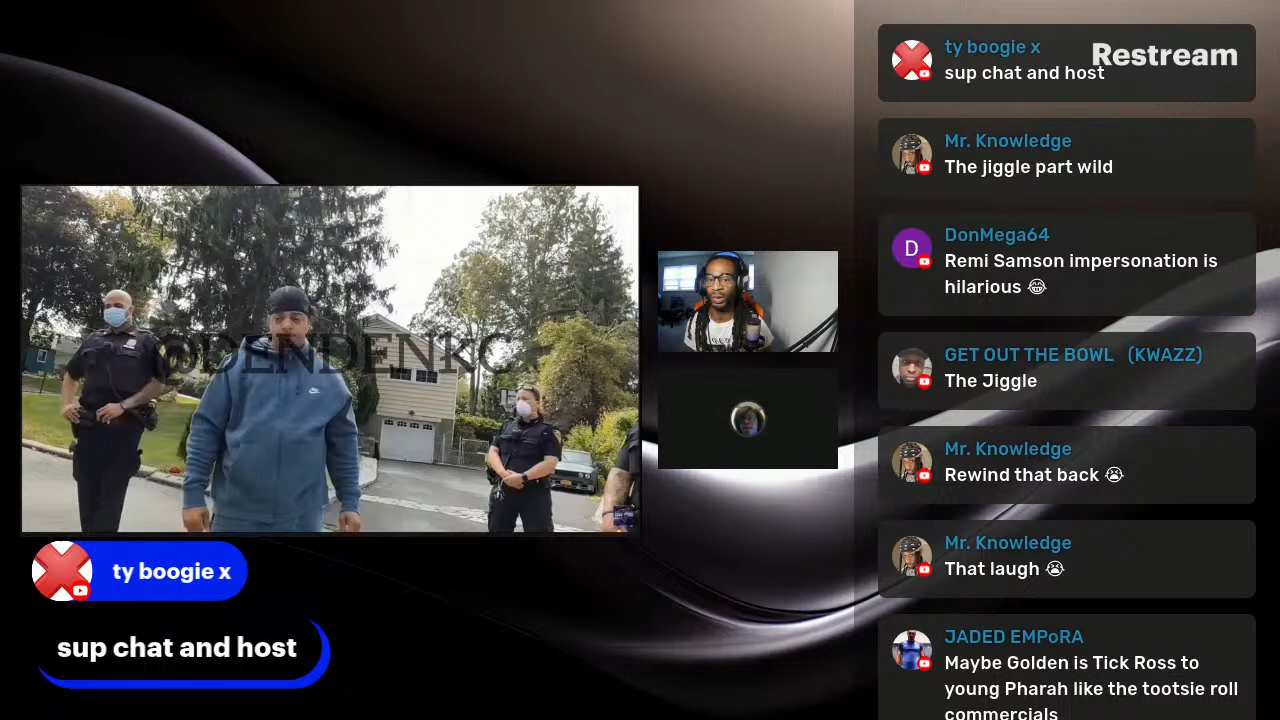 @DENDENKC
ty boogie x
sup chat and host
Restream
ty boogie x
sup chat and host
Mr. Knowledge
The jiggle part wild
D
DonMega64
Remi Samson impersonation is
hilarious 😂
GET OUT THE BOWL (KWAZZ)
The Jiggle
Mr. Knowledge
Rewind that back 😭
Mr. Knowledge
That laugh 😭
JADED EMPoRA
Maybe Golden is Tick Ross to
young Pharah like the tootsie roll
commercials